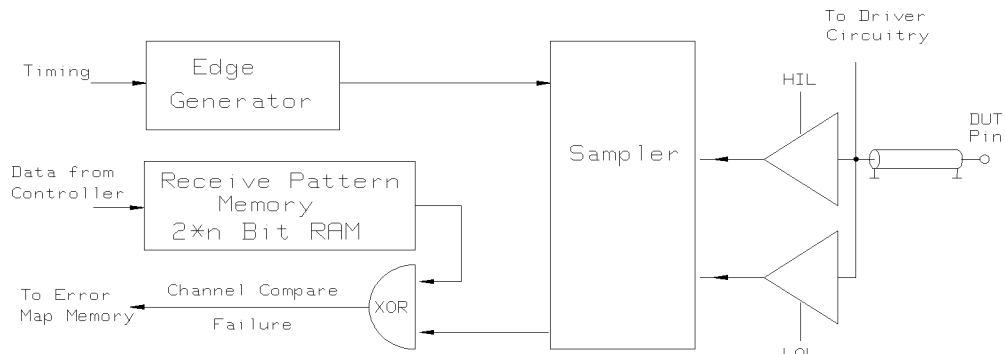 To Driver
Circuitry
Timing
Edge
Generator
HIL
DUT
Pin
Sampler
Data from
Controller
Receive Pattern
Memory
2*n Bit RAM
To Error
Map Memory
Channel Compare
Failure
XOR
LOL